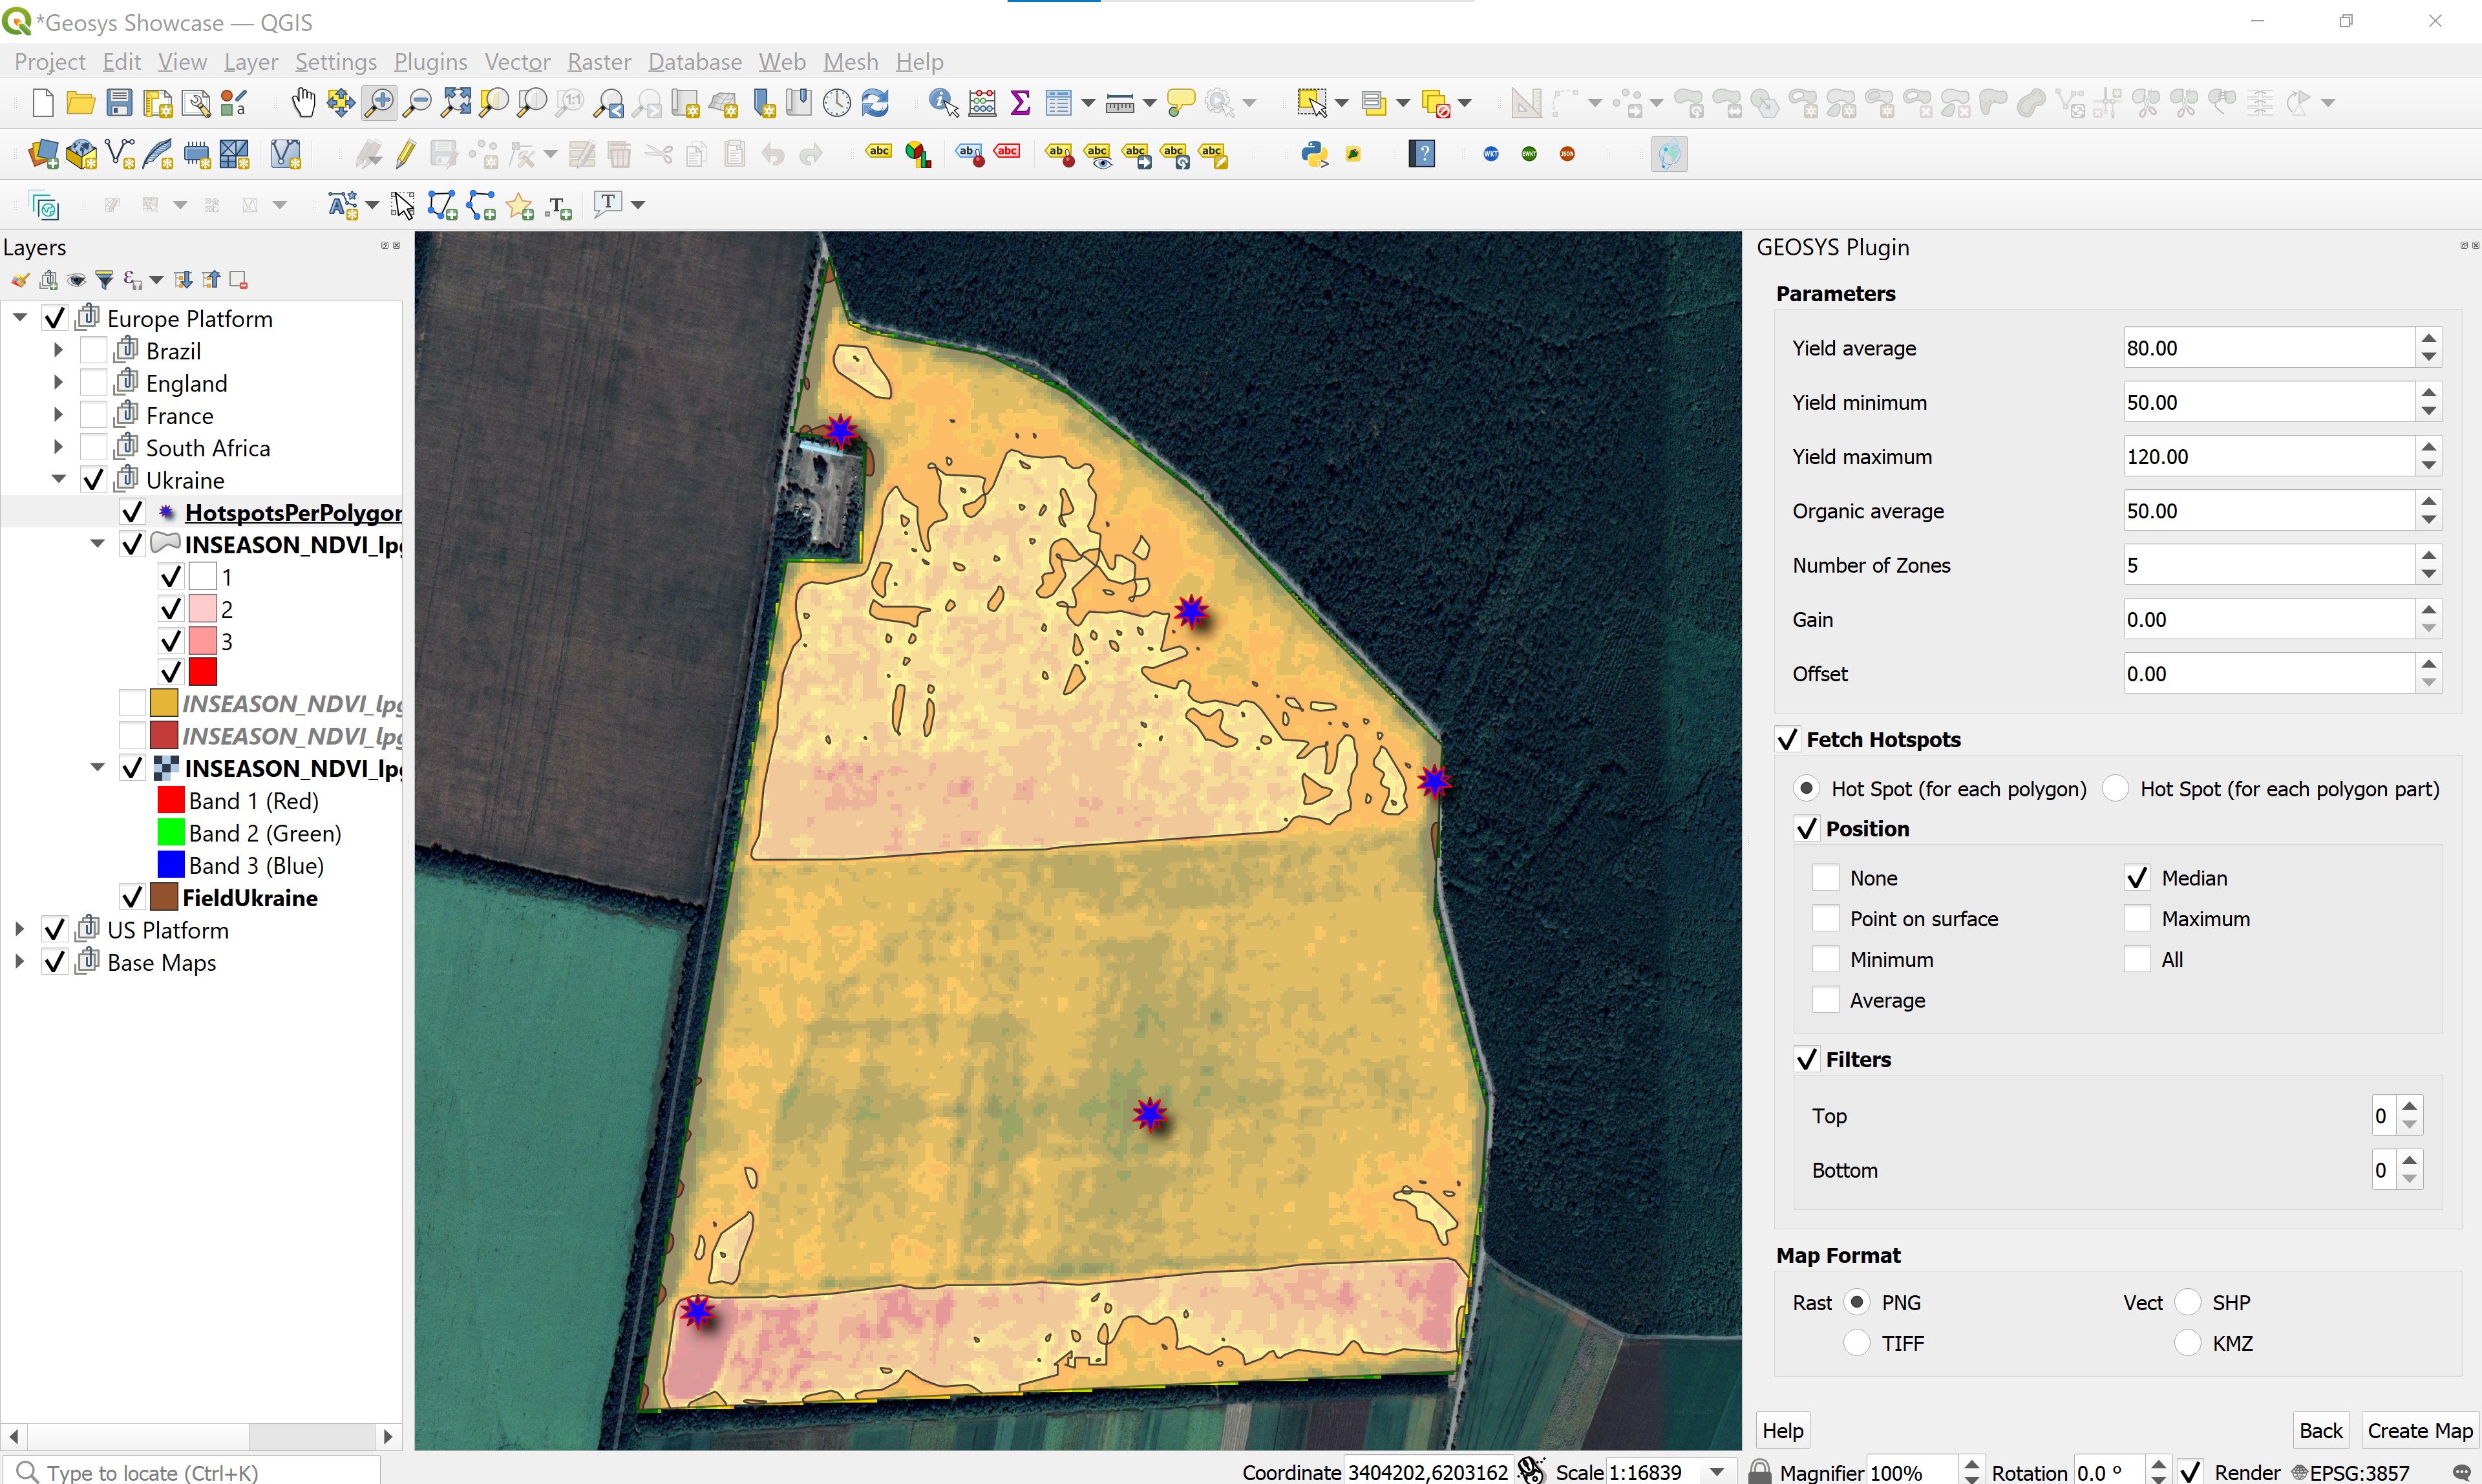 *Geosys Showcase — QGIS
Project Edit View Layer Settings Plugins Vector Raster Database Web Mesh Help
Layers
Europe Platform
Brazil
England
France
South Africa
Ukraine
HotspotsPerPolygon
INSEASON_NDVI_lpg
1
2
3
INSEASON_NDVI_lpg
INSEASON_NDVI_lpg
INSEASON_NDVI_lpg
Band 1 (Red)
Band 2 (Green)
Band 3 (Blue)
FieldUkraine
US Platform
Base Maps
Type to locate (Ctrl+K)
GEOSYS Plugin
Parameters
Yield average 80.00
Yield minimum 50.00
Yield maximum 120.00
Organic average 50.00
Number of Zones 5
Gain 0.00
Offset 0.00
Fetch Hotspots
Hot Spot (for each polygon) Hot Spot (for each polygon part)
Position
None Median
Point on surface Maximum
Minimum All
Average
Filters
Top 0
Bottom 0
Map Format
Rast PNG Vect SHP
TIFF KMZ
Help Back Create Map
Coordinate 3404202,6203162 Scale 1:16839 Magnifier 100% Rotation 0.0 ° Render EPSG:3857